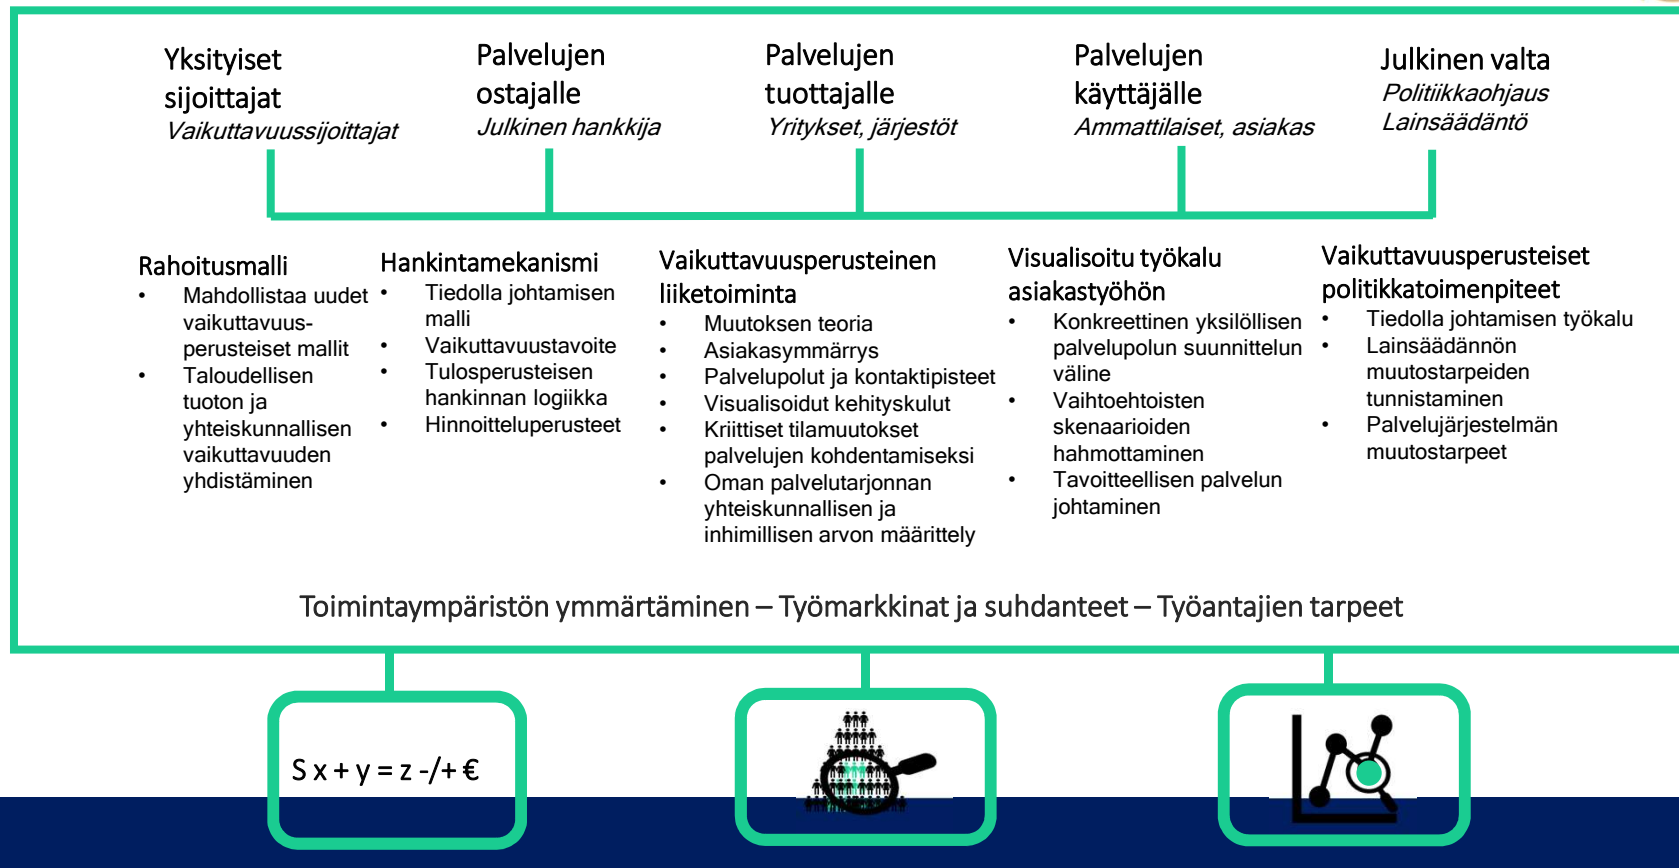 Yksityiset
sijoittajat
Vaikuttavuussijoittajat
Palvelujen
ostajalle
Julkinen hankkija
Palvelujen
tuottajalle
Yritykset, järjestöt
Palvelujen
käyttäjälle
Ammattilaiset, asiakas
Julkinen valta
Politiikkaohjaus
Lainsäädäntö
Rahoitusmalli
• Mahdollistaa uudet
vaikuttavuus-
perusteiset mallit
• Taloudellisen
tuoton ja
yhteiskunnallisen
vaikuttavuuden
yhdistäminen
Hankintamekanismi
• Tiedolla johtamisen
malli
• Vaikuttavuustavoite
• Tulosperusteisen
hankinnan logiikka
• Hinnoitteluperusteet
Vaikuttavuusperusteinen
liiketoiminta
• Muutoksen teoria
• Asiakasymmärrys
• Palvelupolut ja kontaktipisteet
• Visualisoidut kehityskulut
• Kriittiset tilamuutokset
palvelujen kohdentamiseksi
• Oman palvelutarjonnan
yhteiskunnallisen ja
inhimillisen arvon määrittely
Visualisoitu työkalu
asiakastyöhön
• Konkreettinen yksilöllisen
palvelupolun suunnittelun
väline
• Vaihtoehtoisten
skenaarioiden
hahmottaminen
• Tavoitteellisen palvelun
johtaminen
Vaikuttavuusperusteiset
politikkatoimenpiteet
• Tiedolla johtamisen työkalu
• Lainsäädännön
muutostarpeiden
tunnistaminen
• Palvelujärjestelmän
muutostarpeet
Toimintaympäristön ymmärtäminen – Työmarkkinat ja suhdanteet – Työantajien tarpeet
S x + y = z -/+ €